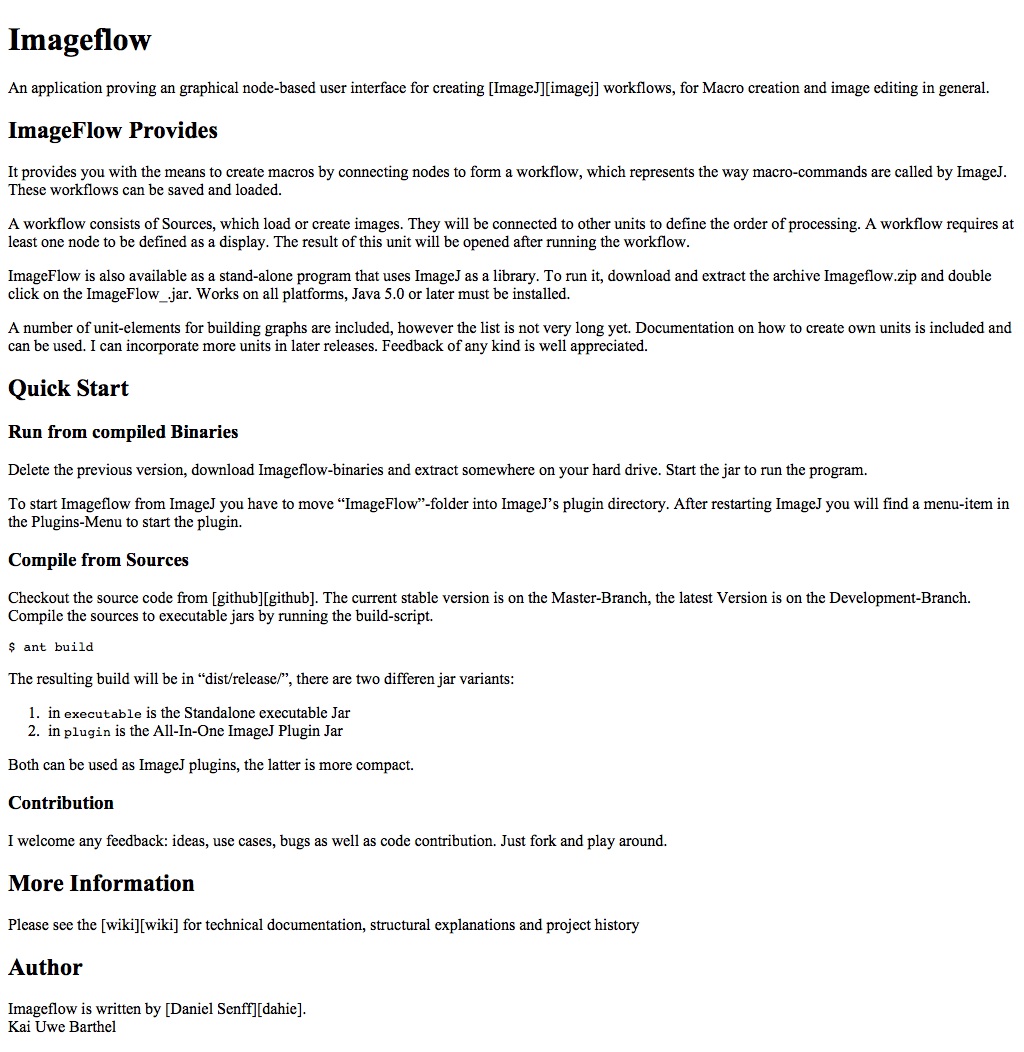 Imageflow
An application proving an graphical node-based user interface for creating [ImageJ][imagej] workflows, for Macro creation and image editing in general.
ImageFlow Provides
It provides you with the means to create macros by connecting nodes to form a workflow, which represents the way macro-commands are called by ImageJ.
These workflows can be saved and loaded.
A workflow consists of Sources, which load or create images. They will be connected to other units to define the order of processing. A workflow requires at
least one node to be defined as a display. The result of this unit will be opened after running the workflow.
ImageFlow is also available as a stand-alone program that uses ImageJ as a library. To run it, download and extract the archive Imageflow.zip and double
click on the ImageFlow_.jar. Works on all platforms, Java 5.0 or later must be installed.
A number of unit-elements for building graphs are included, however the list is not very long yet. Documentation on how to create own units is included and
can be used. I can incorporate more units in later releases. Feedback of any kind is well appreciated.
Quick Start
Run from compiled Binaries
Delete the previous version, download Imageflow-binaries and extract somewhere on your hard drive. Start the jar to run the program.
To start Imageflow from ImageJ you have to move “ImageFlow”-folder into ImageJ’s plugin directory. After restarting ImageJ you will find a menu-item in
the Plugins-Menu to start the plugin.
Compile from Sources
Checkout the source code from [github][github]. The current stable version is on the Master-Branch, the latest Version is on the Development-Branch.
Compile the sources to executable jars by running the build-script.
$ ant build
The resulting build will be in “dist/release/”, there are two differen jar variants:
1. in executable is the Standalone executable Jar
2. in plugin is the All-In-One ImageJ Plugin Jar
Both can be used as ImageJ plugins, the latter is more compact.
Contribution
I welcome any feedback: ideas, use cases, bugs as well as code contribution. Just fork and play around.
More Information
Please see the [wiki][wiki] for technical documentation, structural explanations and project history
Author
Imageflow is written by [Daniel Senff][dahie].
Kai Uwe Barthel